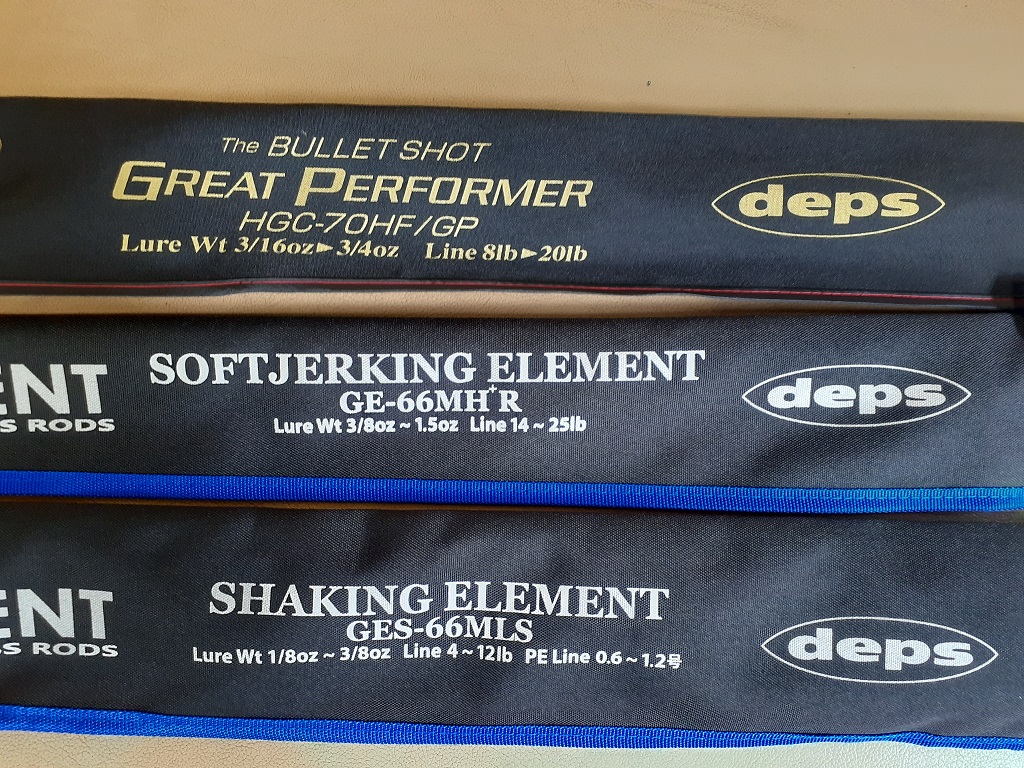 The BULLET SHOT
GREAT PERFORMER
HGC-70HF/GP
Lure Wt 3/16oz▶3/4oz Line 8lb▶20lb
deps
ENT
S RODS
SOFTJERKING ELEMENT
GE-66MH+R
Lure Wt 3/8oz ~ 1.5oz Line 14 ~ 25lb
deps
ENT
S RODS
SHAKING ELEMENT
GES-66MLS
Lure Wt 1/8oz ~ 3/8oz Line 4 ~ 12lb PE Line 0.6 ~ 1.2号
deps